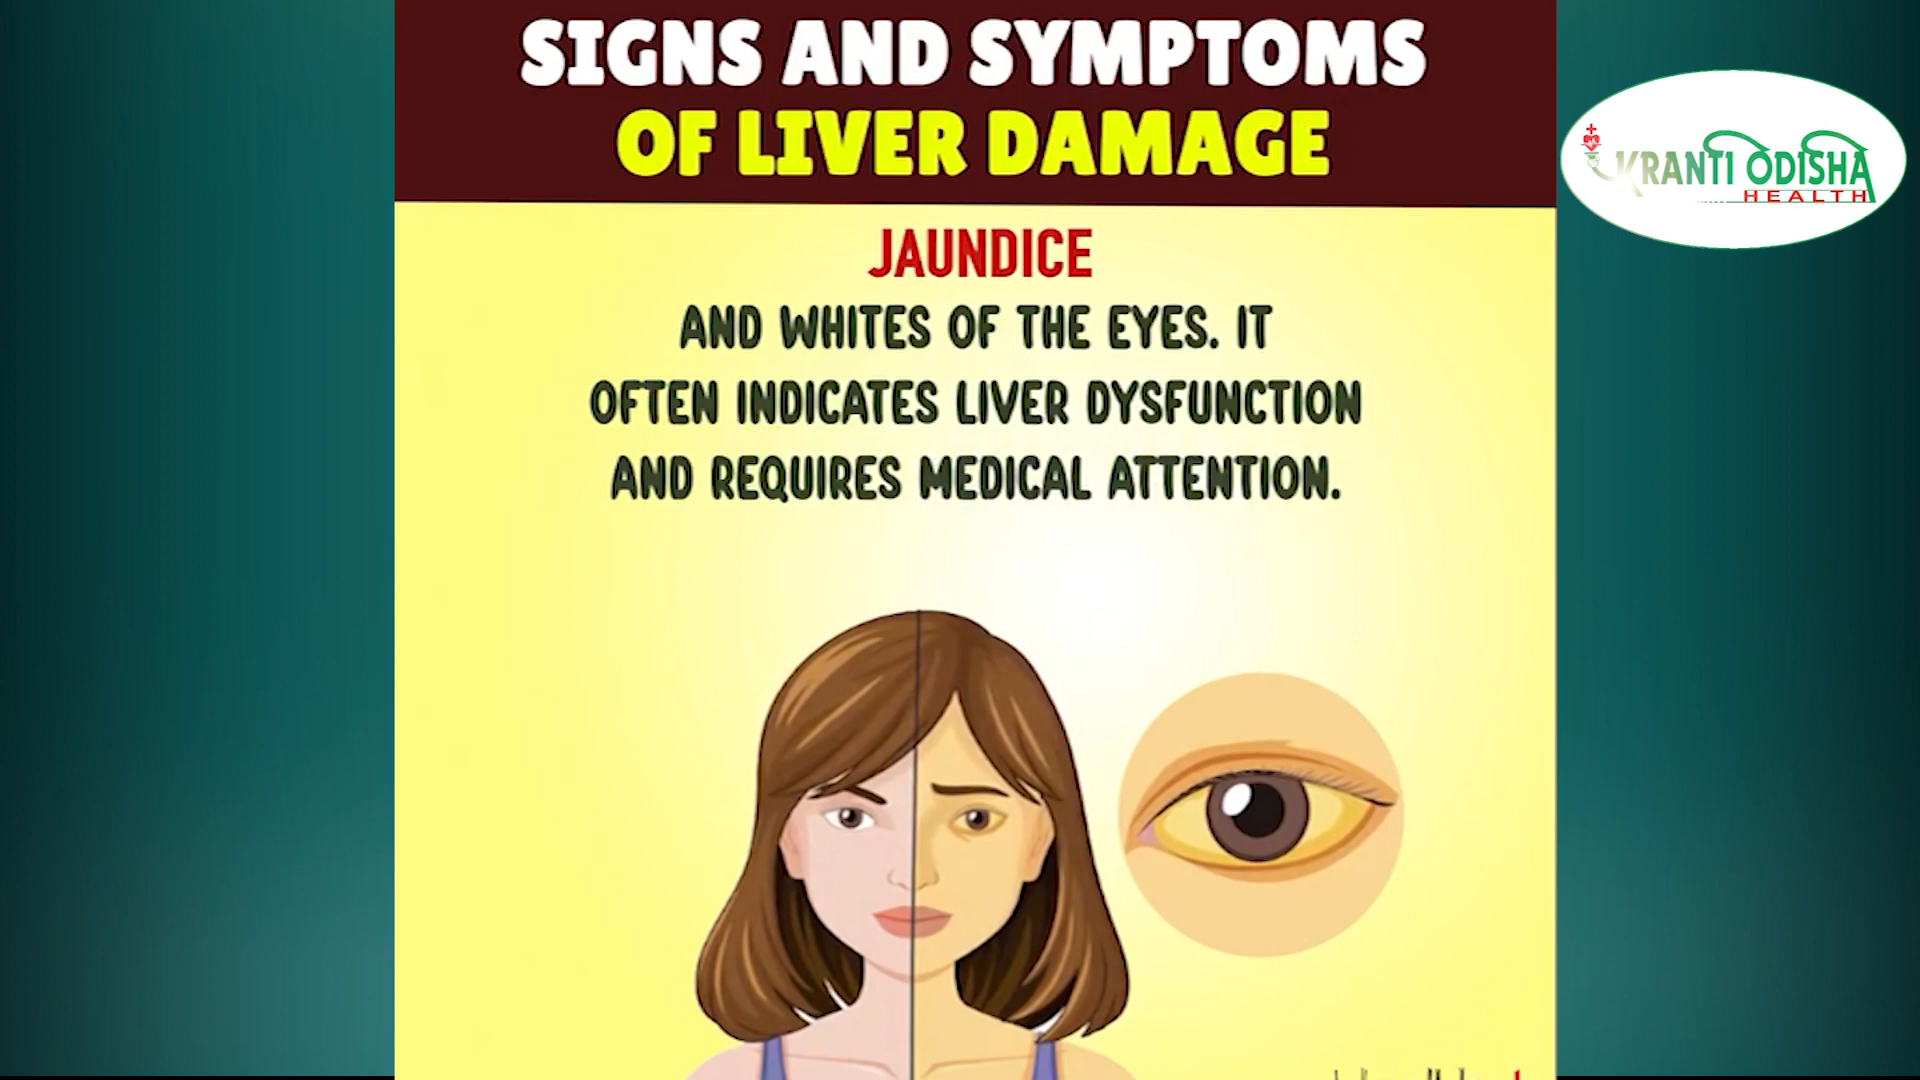 SIGNS AND SYMPTOMS
OF LIVER DAMAGE
KRANTI ODISHA
HEALTH
JAUNDICE
AND WHITES OF THE EYES. IT
OFTEN INDICATES LIVER DYSFUNCTION
AND REQUIRES MEDICAL ATTENTION.